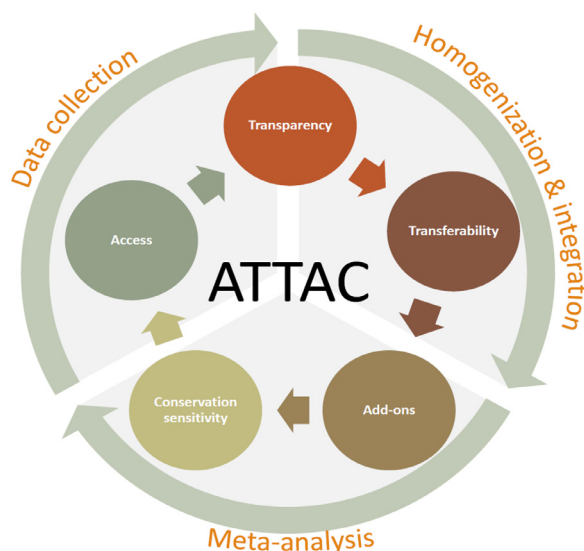 Data collection
Homogenization & integration
Transparency
Access
Transferability
ATTAC
Conservation
sensitivity
Add-ons
Meta-analysis